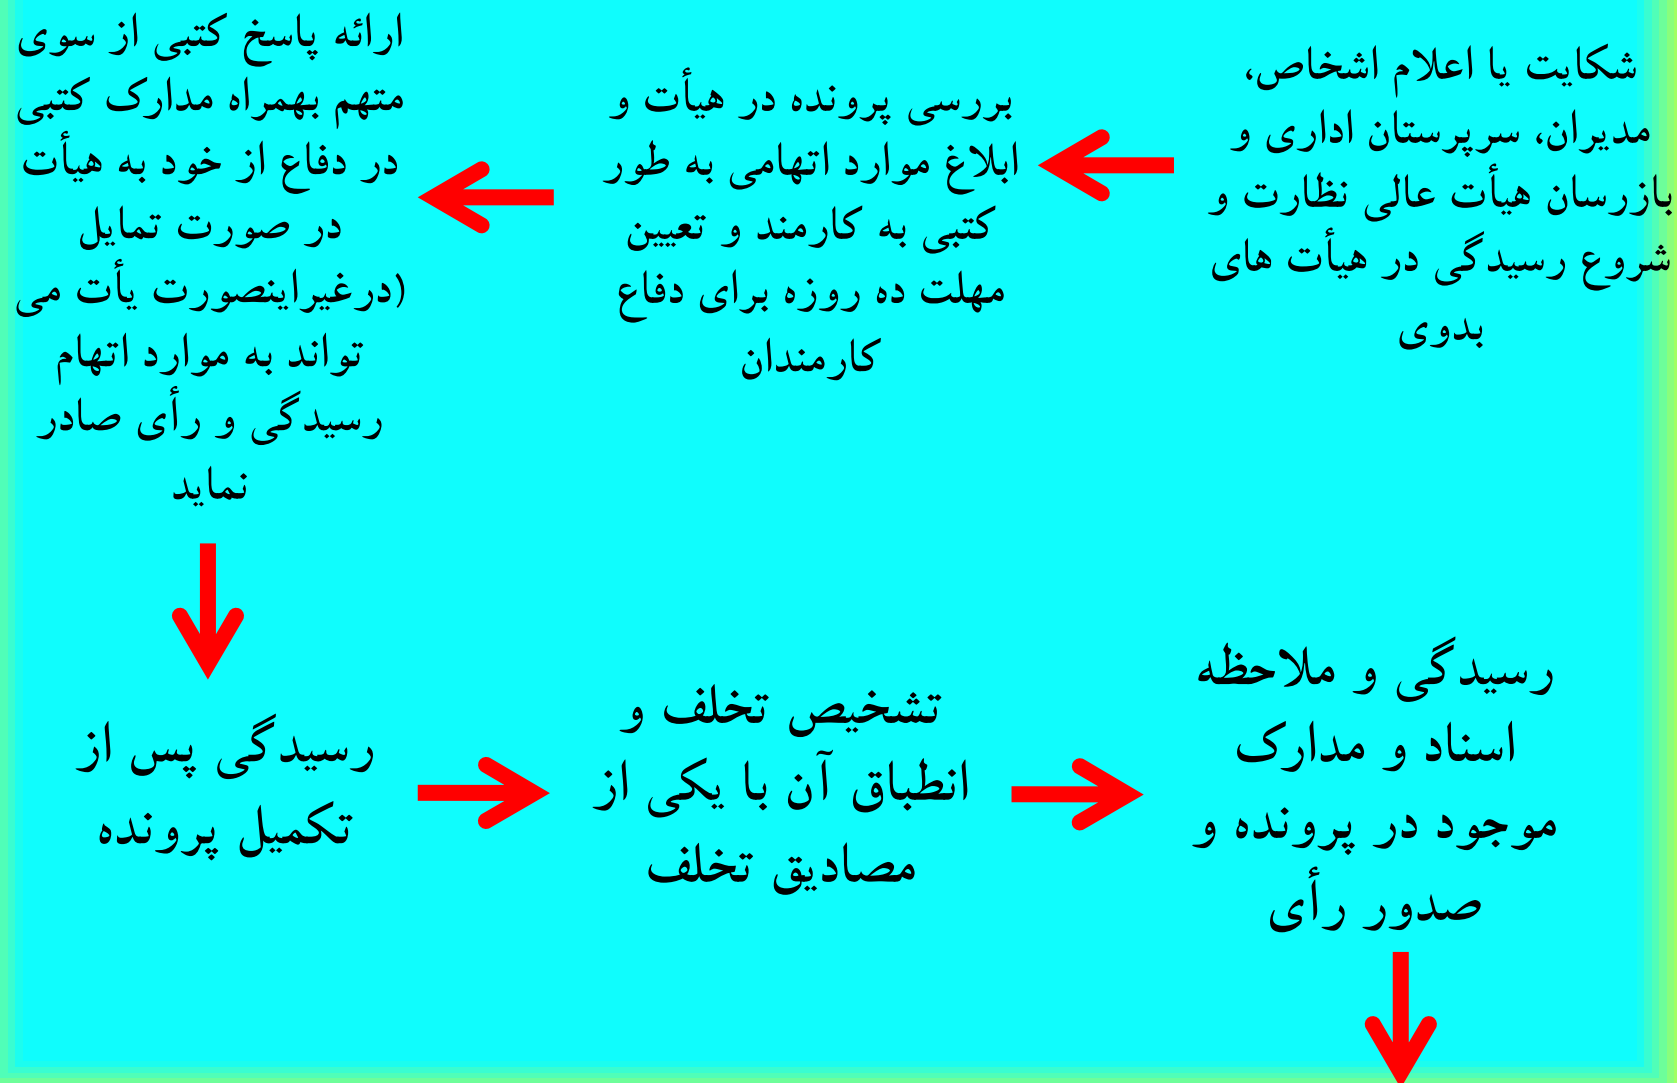 شکایت یا اعلام اشخاص،
مدیران، سرپرستان اداری و
بازرسان هیأت عالی نظارت و
شروع رسیدگی در هیأت های
بدوی
بررسی پرونده در هیأت و
ابلاغ موارد اتهامی به طور
کتبی به کارمند و تعیین
مهلت ده روزه برای دفاع
کارمندان
ارائه پاسخ کتبی از سوی
متهم بهمراه مدارک کتبی
در دفاع از خود به هیأت
در صورت تمایل
(درغیراینصورت یأت می
تواند به موارد اتهام
رسیدگی و رأی صادر
نماید
رسیدگی پس از
تکمیل پرونده
تشخیص تخلف و
انطباق آن با یکی از
مصادیق تخلف
رسیدگی و ملاحظه
اسناد و مدارک
موجود در پرونده و
صدور رأی